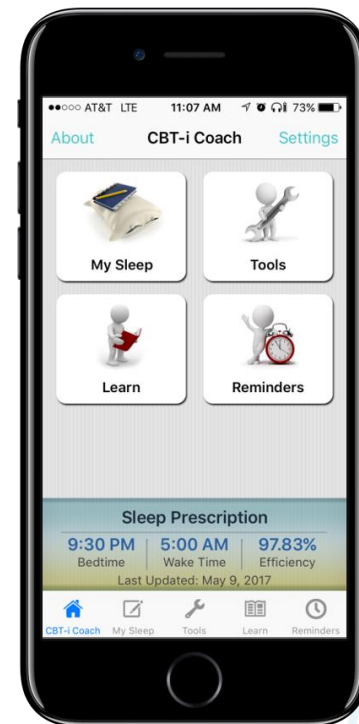 AT&T LTE 11:07 AM 73%
About CBT-i Coach Settings
My Sleep Tools
Learn Reminders
Sleep Prescription
9:30 PM 5:00 AM 97.83%
Bedtime Wake Time Efficiency
Last Updated: May 9, 2017
CBT-i Coach My Sleep Tools Learn Reminders